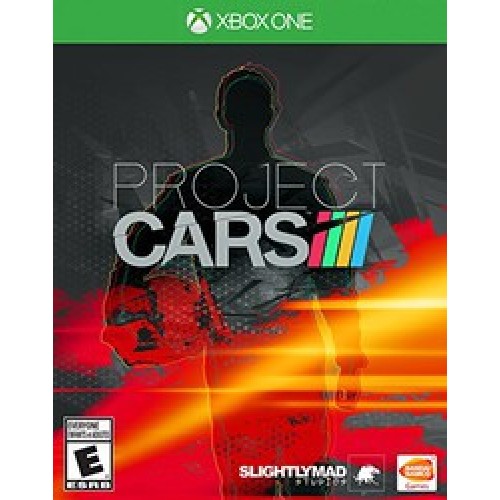 XBOX ONE
PROJECT
CARS
EVERYONE
E
ESRB
SLIGHTLYMAD
STUDIOS
BANDAI
NAMCO
Games